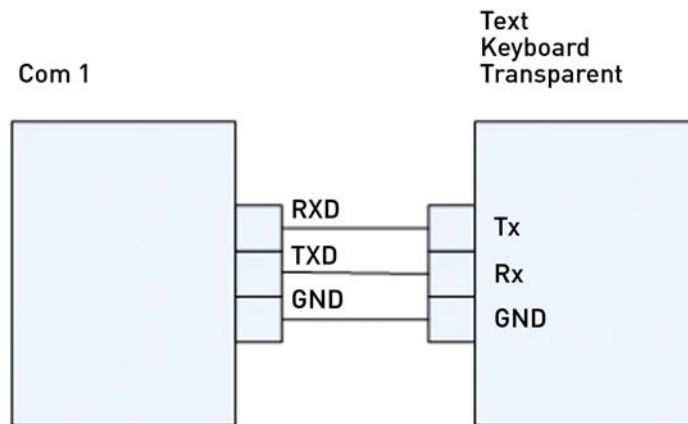 Com 1
Text
Keyboard
Transparent
RXD
Tx
TXD
Rx
GND
GND